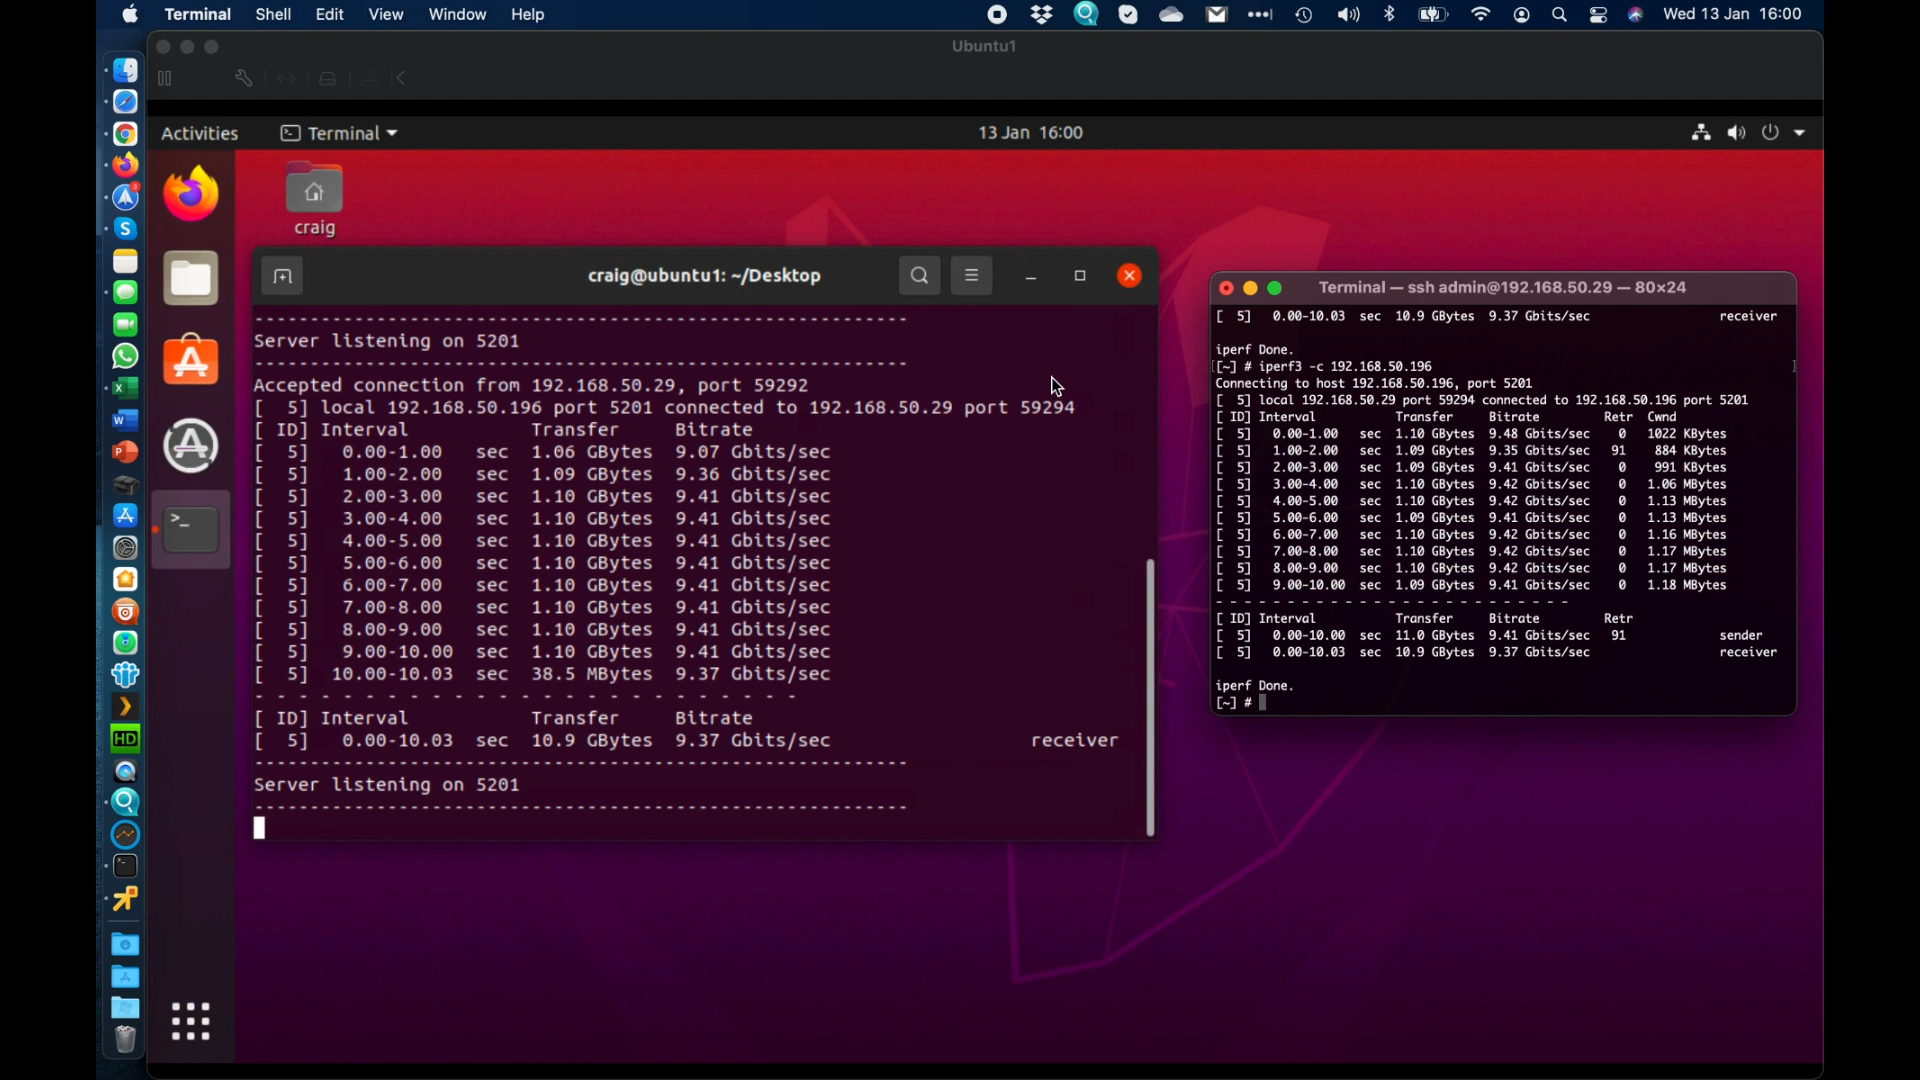 Terminal Shell Edit View Window Help
Wed 13 Jan 16:00
Ubuntu1
Activities Terminal 13 Jan 16:00
craig
craig@ubuntu1: ~/Desktop
-----------------------------------------------------------
Server listening on 5201
-----------------------------------------------------------
Accepted connection from 192.168.50.29, port 59292
[  5] local 192.168.50.196 port 5201 connected to 192.168.50.29 port 59294
[ ID] Interval           Transfer     Bitrate
[  5]   0.00-1.00   sec  1.06 GBytes  9.07 Gbits/sec
[  5]   1.00-2.00   sec  1.09 GBytes  9.36 Gbits/sec
[  5]   2.00-3.00   sec  1.10 GBytes  9.41 Gbits/sec
[  5]   3.00-4.00   sec  1.10 GBytes  9.41 Gbits/sec
[  5]   4.00-5.00   sec  1.10 GBytes  9.41 Gbits/sec
[  5]   5.00-6.00   sec  1.10 GBytes  9.41 Gbits/sec
[  5]   6.00-7.00   sec  1.10 GBytes  9.41 Gbits/sec
[  5]   7.00-8.00   sec  1.10 GBytes  9.41 Gbits/sec
[  5]   8.00-9.00   sec  1.10 GBytes  9.41 Gbits/sec
[  5]   9.00-10.00  sec  1.10 GBytes  9.41 Gbits/sec
[  5]  10.00-10.03  sec  38.5 MBytes  9.37 Gbits/sec
- - - - - - - - - - - - - - - - - - - - - - - - -
[ ID] Interval           Transfer     Bitrate
[  5]   0.00-10.03  sec  10.9 GBytes  9.37 Gbits/sec                  receiver
-----------------------------------------------------------
Server listening on 5201
-----------------------------------------------------------
Terminal — ssh admin@192.168.50.29 — 80×24
[  5]   0.00-10.03  sec  10.9 GBytes  9.37 Gbits/sec                  receiver
iperf Done.
[~] # iperf3 -c 192.168.50.196
Connecting to host 192.168.50.196, port 5201
[  5] local 192.168.50.29 port 59294 connected to 192.168.50.196 port 5201
[ ID] Interval           Transfer     Bitrate         Retr  Cwnd
[  5]   0.00-1.00   sec  1.10 GBytes  9.48 Gbits/sec    0   1022 KBytes
[  5]   1.00-2.00   sec  1.09 GBytes  9.35 Gbits/sec   91    884 KBytes
[  5]   2.00-3.00   sec  1.09 GBytes  9.41 Gbits/sec    0    991 KBytes
[  5]   3.00-4.00   sec  1.10 GBytes  9.42 Gbits/sec    0   1.06 MBytes
[  5]   4.00-5.00   sec  1.10 GBytes  9.42 Gbits/sec    0   1.13 MBytes
[  5]   5.00-6.00   sec  1.09 GBytes  9.41 Gbits/sec    0   1.13 MBytes
[  5]   6.00-7.00   sec  1.10 GBytes  9.42 Gbits/sec    0   1.16 MBytes
[  5]   7.00-8.00   sec  1.10 GBytes  9.42 Gbits/sec    0   1.17 MBytes
[  5]   8.00-9.00   sec  1.10 GBytes  9.42 Gbits/sec    0   1.17 MBytes
[  5]   9.00-10.00  sec  1.09 GBytes  9.41 Gbits/sec    0   1.18 MBytes
- - - - - - - - - - - - - - - - - - - - - - - - -
[ ID] Interval           Transfer     Bitrate         Retr
[  5]   0.00-10.00  sec  11.0 GBytes  9.41 Gbits/sec   91             sender
[  5]   0.00-10.03  sec  10.9 GBytes  9.37 Gbits/sec                  receiver
iperf Done.
[~] #
HD